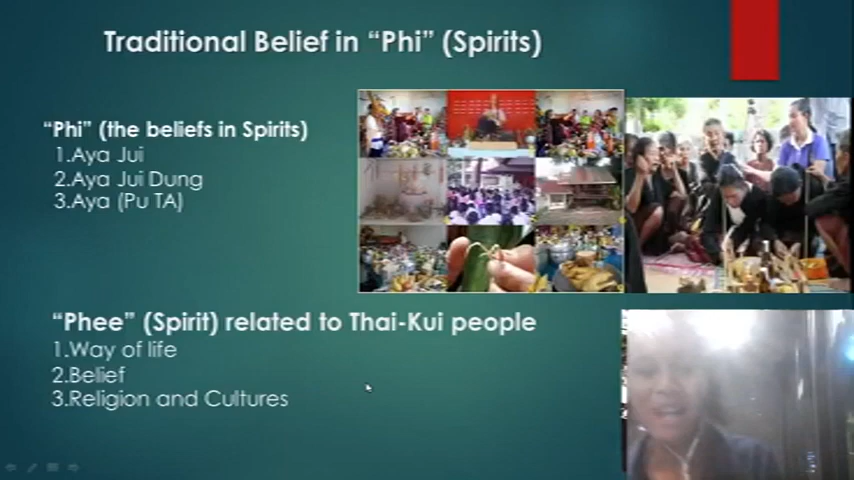 Traditional Belief in “Phi” (Spirits)
“Phi” (the beliefs in Spirits)
1.Aya Jui
2.Aya Jui Dung
3.Aya (Pu TA)
“Phee” (Spirit) related to Thai-Kui people
1.Way of life
2.Belief
3.Religion and Cultures